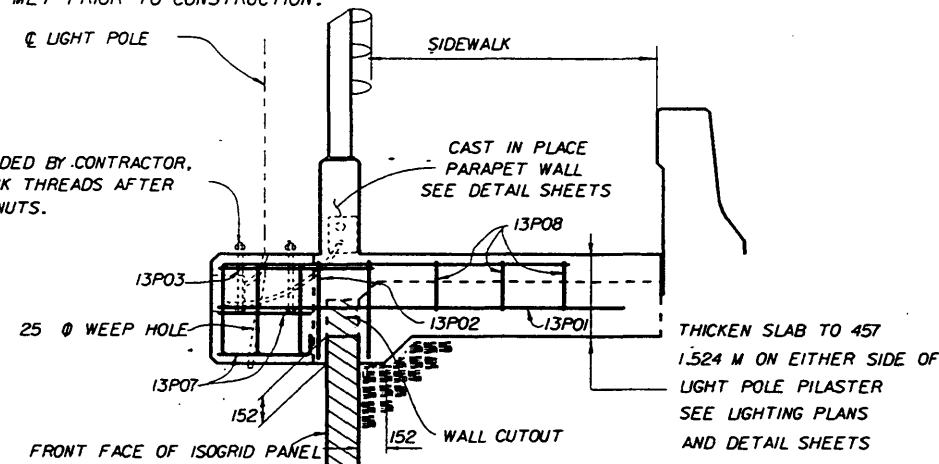 MET PRIOR TO CONSTRUCTION.
℄ LIGHT POLE
SIDEWALK
DED BY CONTRACTOR,
K THREADS AFTER
NUTS.
CAST IN PLACE
PARAPET WALL
SEE DETAIL SHEETS
13P08
13P03
13P02
13P01
25 Ø WEEP HOLE
13P07
152
152
WALL CUTOUT
FRONT FACE OF ISOGRID PANEL
THICKEN SLAB TO 457
1.524 M ON EITHER SIDE OF
LIGHT POLE PILASTER
SEE LIGHTING PLANS
AND DETAIL SHEETS